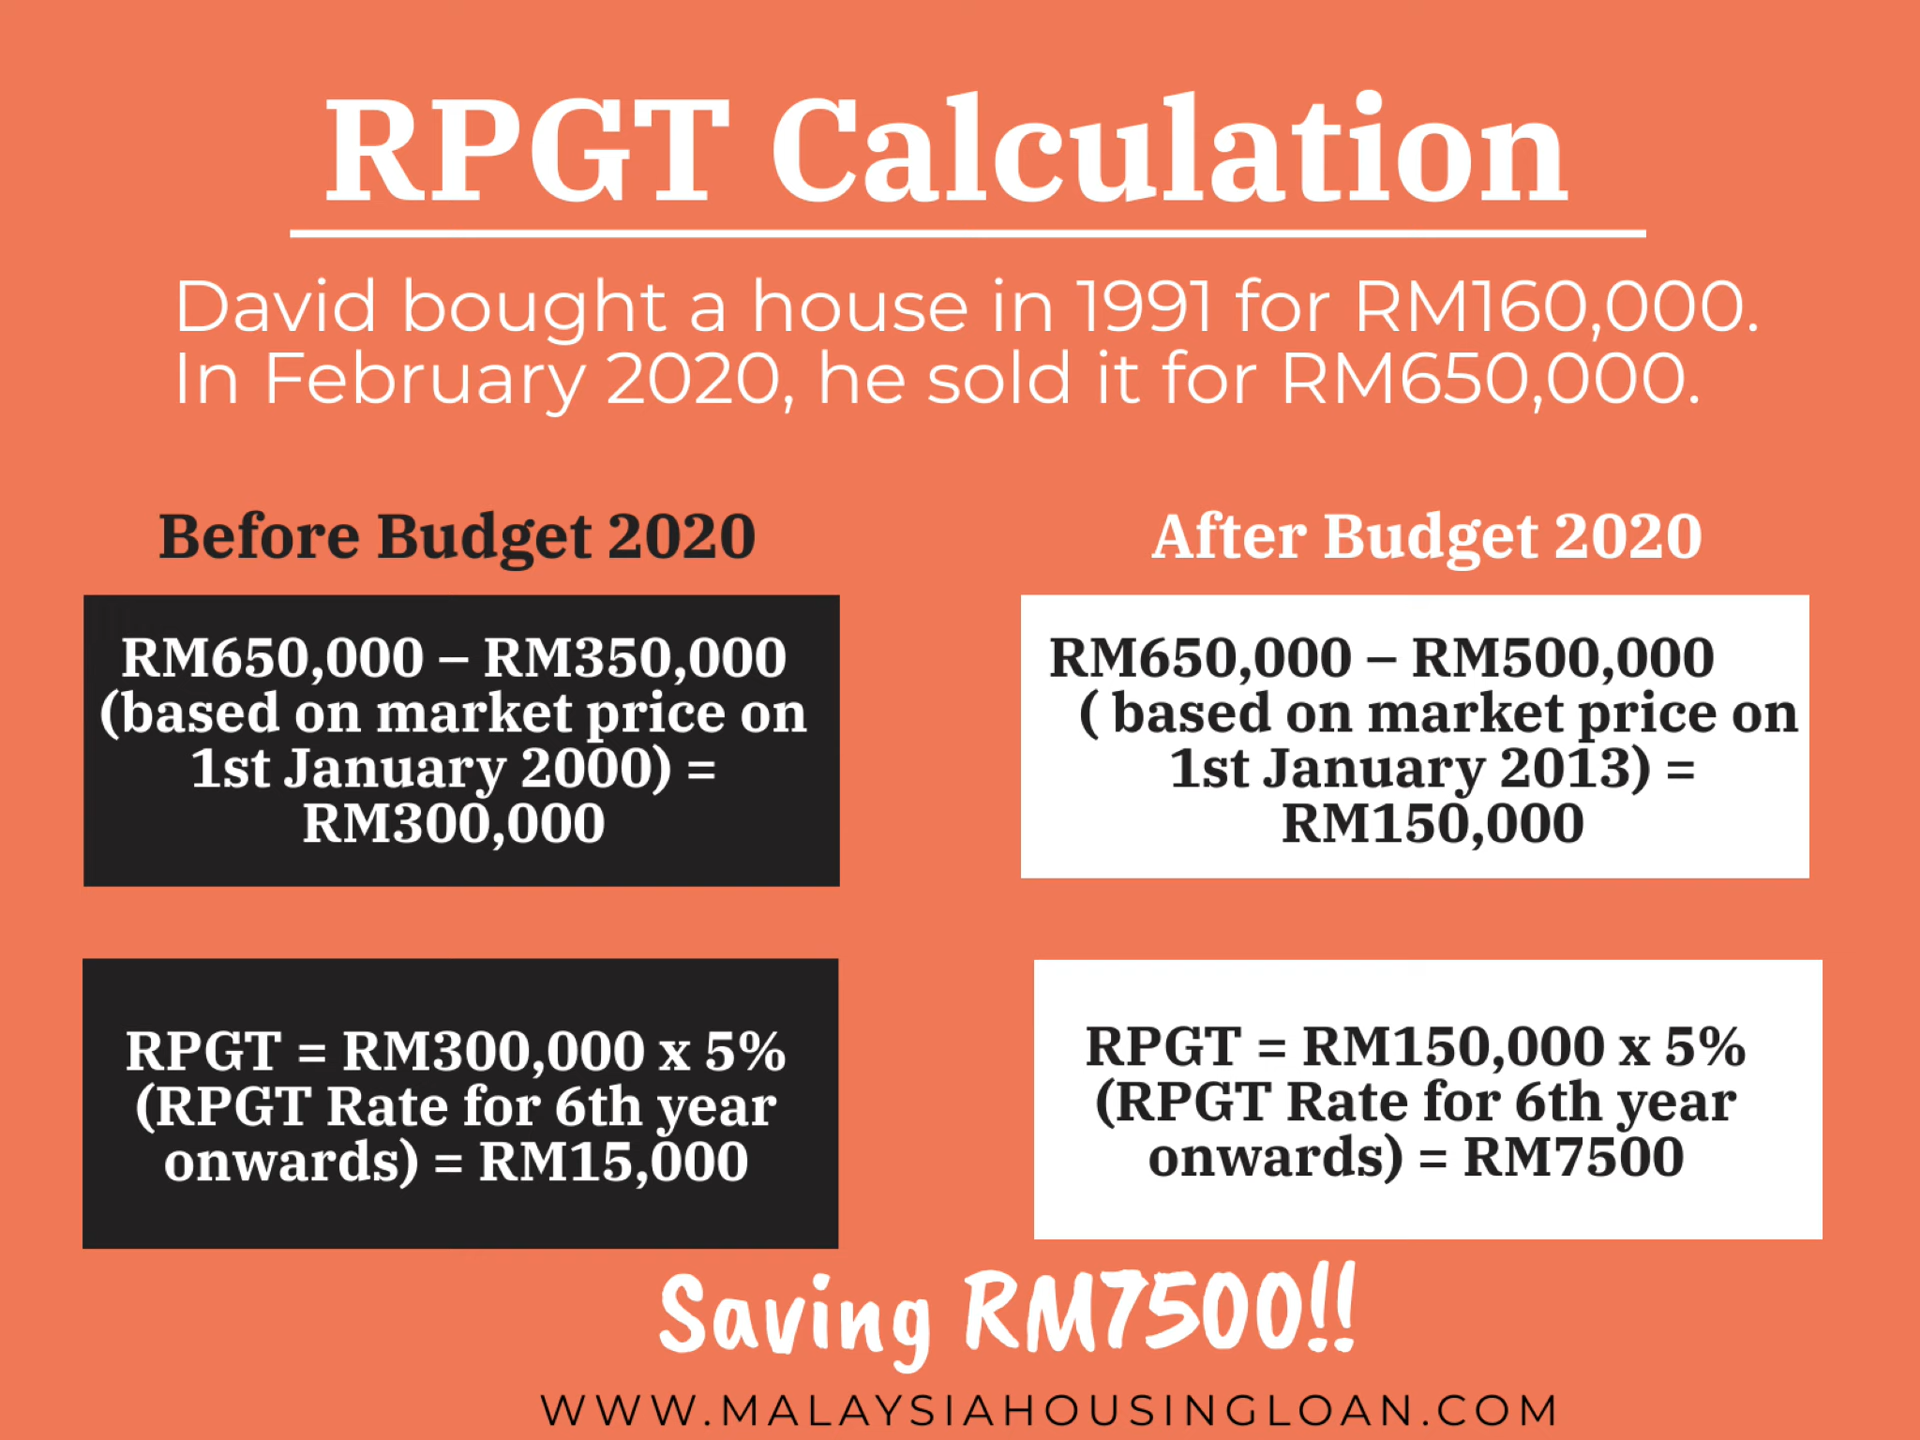 RPGT Calculation
David bought a house in 1991 for RM160,000.
In February 2020, he sold it for RM650,000.
Before Budget 2020
RM650,000 – RM350,000
(based on market price on
1st January 2000) =
RM300,000
RPGT = RM300,000 x 5%
(RPGT Rate for 6th year
onwards) = RM15,000
After Budget 2020
RM650,000 – RM500,000
( based on market price on
1st January 2013) =
RM150,000
RPGT = RM150,000 x 5%
(RPGT Rate for 6th year
onwards) = RM7500
Saving RM7500!!
WWW.MALAYSIAHOUSINGLOAN.COM